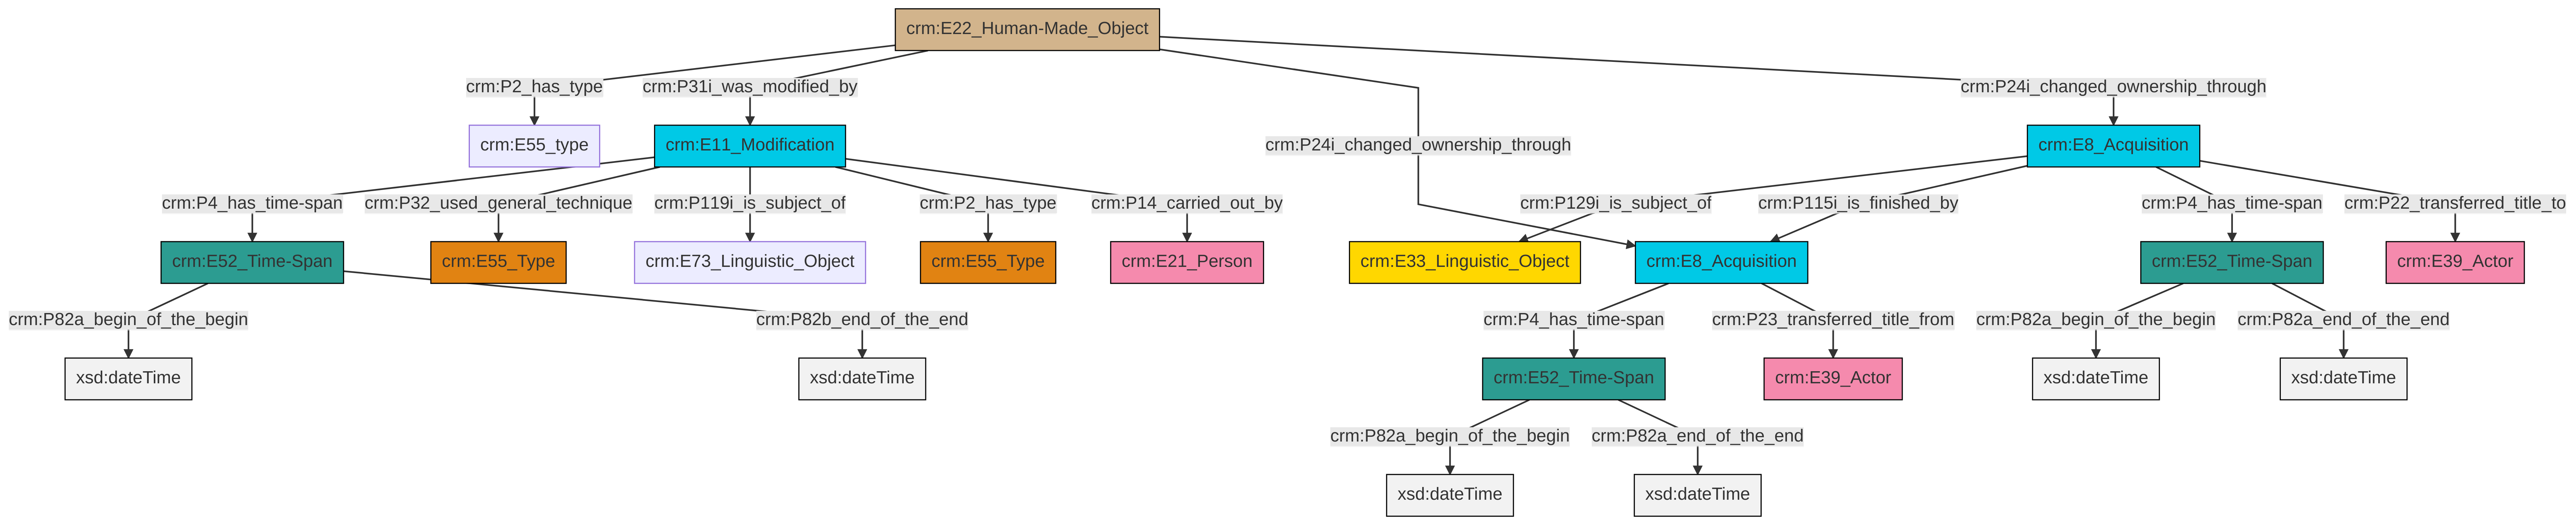 crm:E22_Human-Made_Object
crm:P2_has_type
crm:P31i_was_modified_by
crm:P24i_changed_ownership_through
crm:E55_type
crm:E11_Modification
crm:P24i_changed_ownership_through
crm:E8_Acquisition
crm:P4_has_time-span
crm:P32_used_general_technique
crm:P119i_is_subject_of
crm:P2_has_type
crm:P14_carried_out_by
crm:P129i_is_subject_of
crm:P115i_is_finished_by
crm:P4_has_time-span
crm:P22_transferred_title_to
crm:E52_Time-Span
crm:E55_Type
crm:E73_Linguistic_Object
crm:E55_Type
crm:E21_Person
crm:E33_Linguistic_Object
crm:E8_Acquisition
crm:E52_Time-Span
crm:E39_Actor
crm:P82a_begin_of_the_begin
crm:P82b_end_of_the_end
crm:P4_has_time-span
crm:P23_transferred_title_from
crm:P82a_begin_of_the_begin
crm:P82a_end_of_the_end
xsd:dateTime
xsd:dateTime
crm:E52_Time-Span
crm:E39_Actor
xsd:dateTime
xsd:dateTime
crm:P82a_begin_of_the_begin
crm:P82a_end_of_the_end
xsd:dateTime
xsd:dateTime